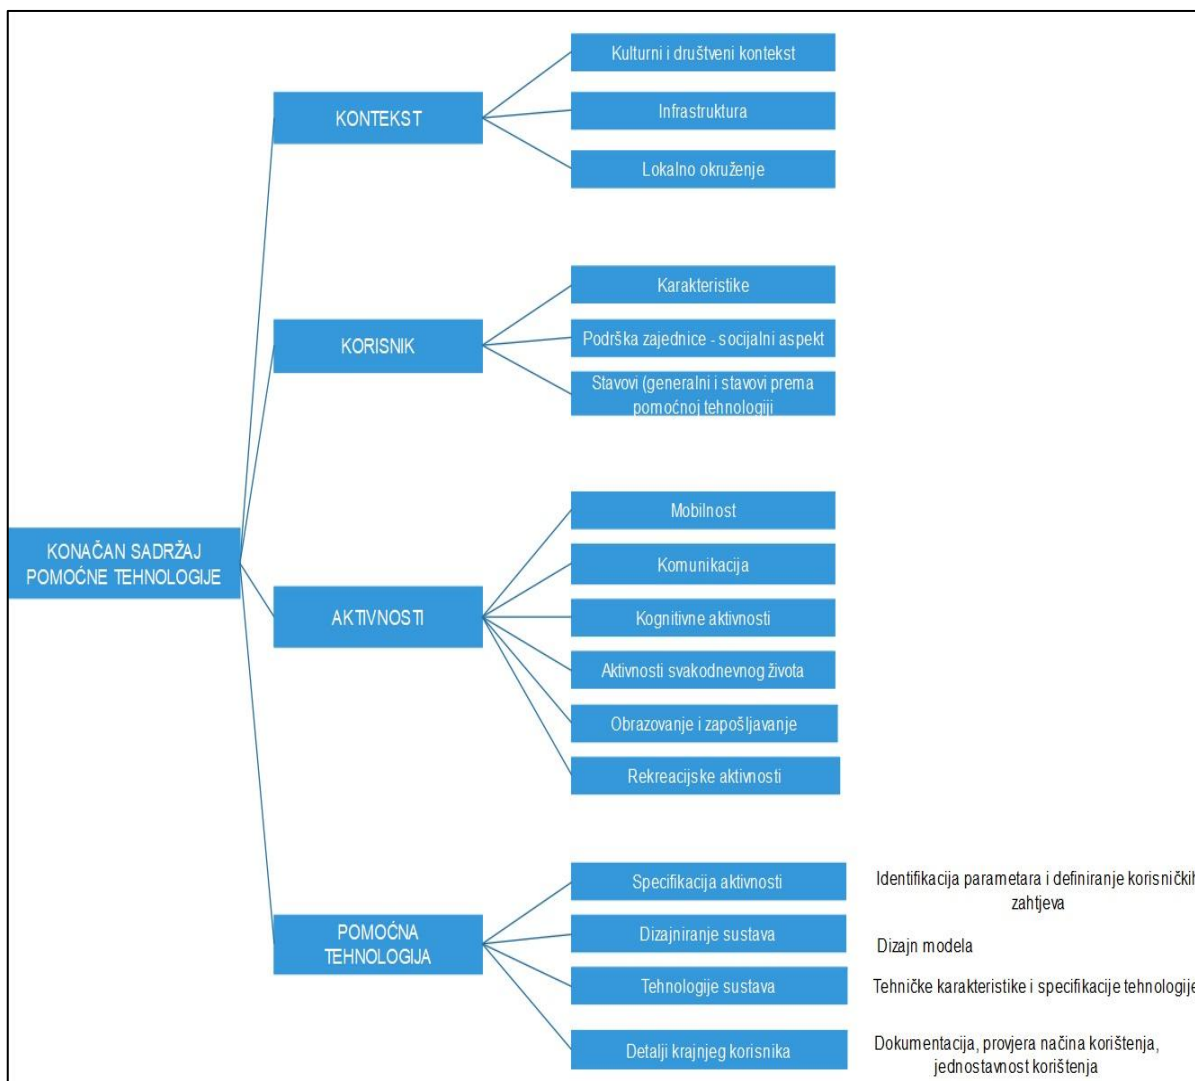 Kulturni i društveni kontekst
KONTEKST
Infrastruktura
Lokalno okruženje
Karakteristike
KORISNIK
Podrška zajednice - socijalni aspekt
Stavovi (generalni i stavovi prema
pomoćnoj tehnologiji
KONAČAN SADRŽAJ
POMOĆNE TEHNOLOGIJE
Mobilnost
Komunikacija
AKTIVNOSTI
Kognitivne aktivnosti
Aktivnosti svakodnevnog života
Obrazovanje i zapošljavanje
Rekreacijske aktivnosti
POMOĆNA
TEHNOLOGIJA
Specifikacija aktivnosti
Identifikacija parametara i definiranje korisničkih
zahtjeva
Dizajniranje sustava
Dizajn modela
Tehnologije sustava
Tehničke karakteristike i specifikacije tehnologije
Detalji krajnjeg korisnika
Dokumentacija, provjera načina korištenja,
jednostavnost korištenja